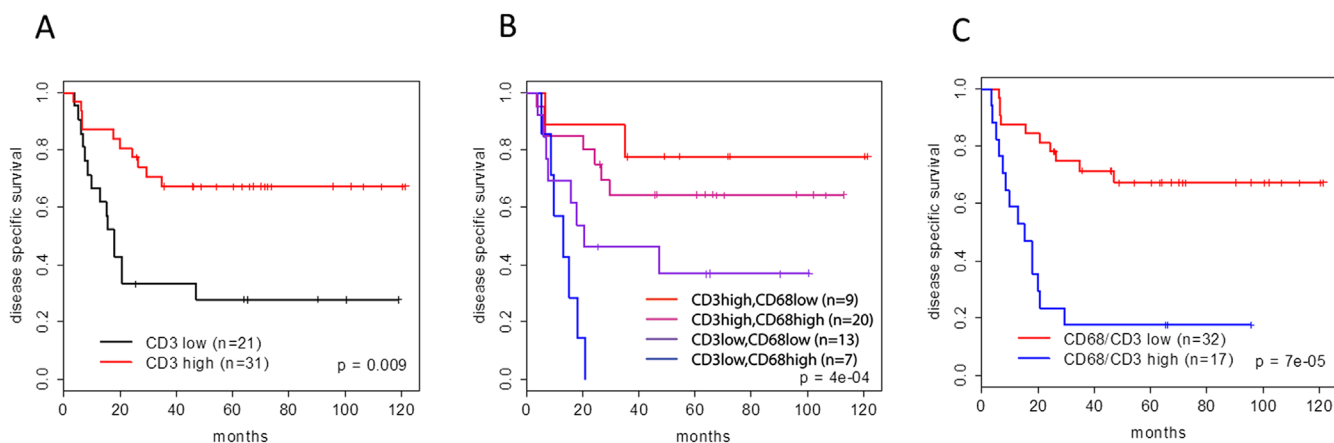 A
B
C
disease specific survival
1.0
0.8
0.6
0.4
0.2
0.0
CD3 low (n=21)
CD3 high (n=31)
p = 0.009
0 20 40 60 80 100 120
months
disease specific survival
1.0
0.8
0.6
0.4
0.2
0.0
CD3high,CD68low (n=9)
CD3high,CD68high (n=20)
CD3low,CD68low (n=13)
CD3low,CD68high (n=7)
p = 4e-04
0 20 40 60 80 100 120
months
disease specific survival
1.0
0.8
0.6
0.4
0.2
0.0
CD68/CD3 low (n=32)
CD68/CD3 high (n=17)
p = 7e-05
0 20 40 60 80 100 120
months